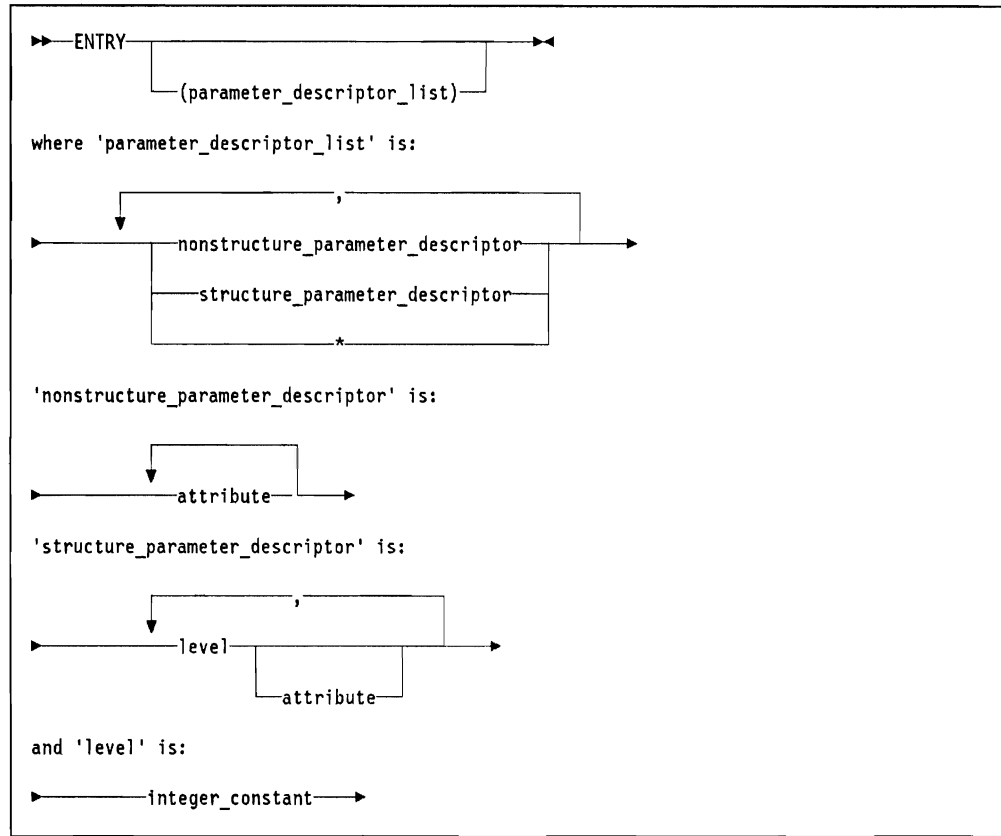 ENTRY
(parameter_descriptor_list)
where 'parameter_descriptor_list' is:
,
nonstructure_parameter_descriptor
structure_parameter_descriptor
*
'nonstructure_parameter_descriptor' is:
attribute
'structure_parameter_descriptor' is:
,
level
attribute
and 'level' is:
integer_constant